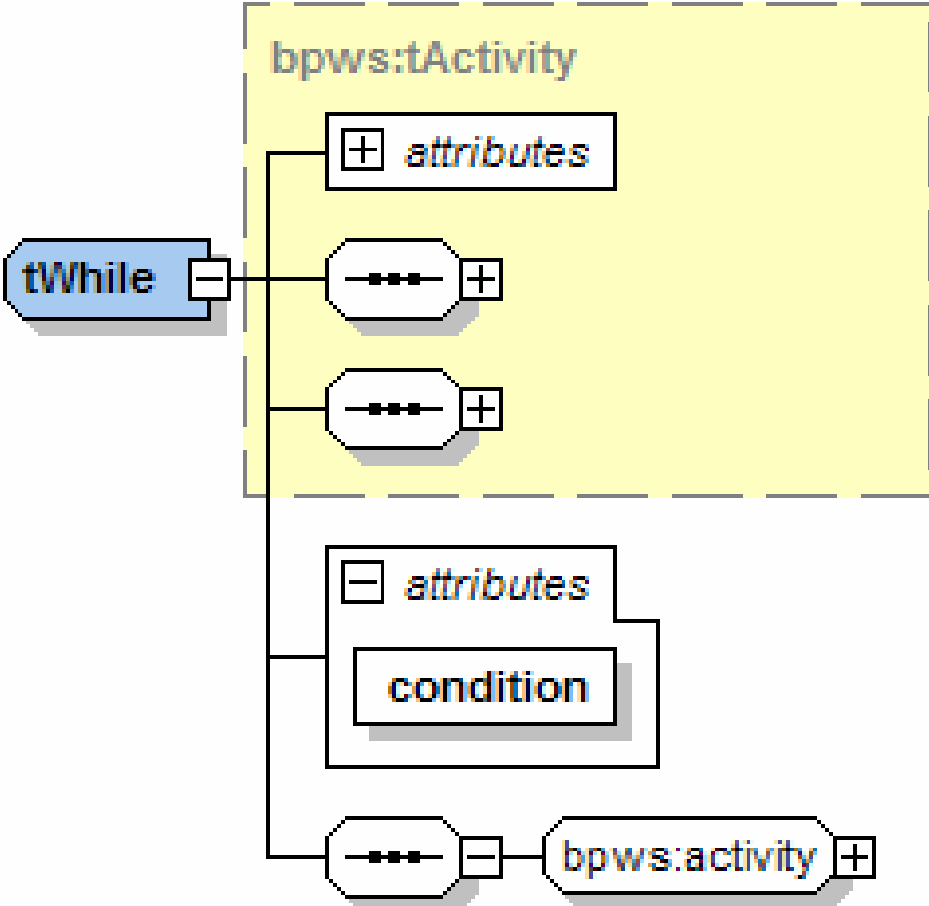 bpws:tActivity
attributes
tWhile
attributes
condition
bpws:activity